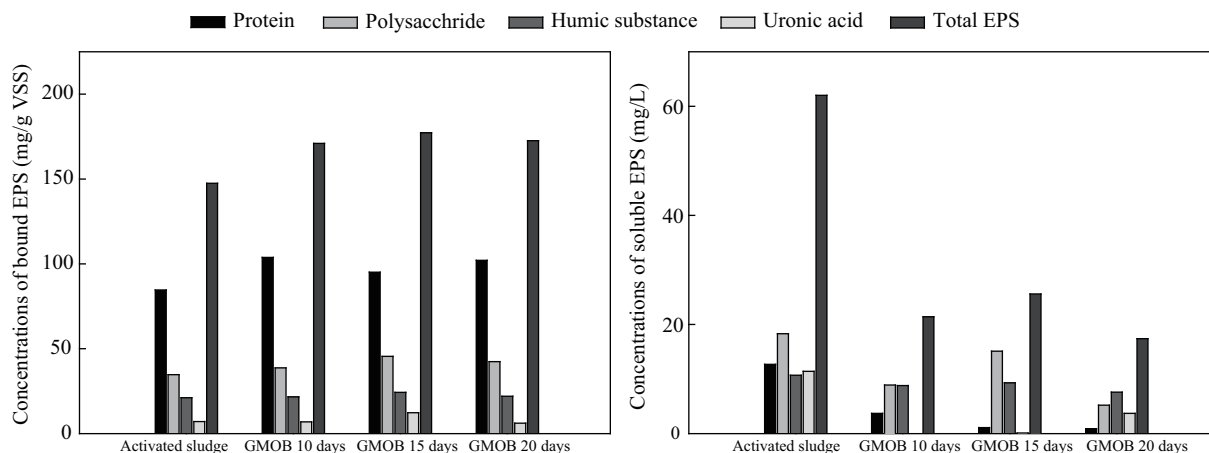 Protein Polysacchride Humic substance Uronic acid Total EPS
Concentrations of bound EPS (mg/g VSS)
200
150
100
50
0
Activated sludge GMOB 10 days GMOB 15 days GMOB 20 days
Concentrations of soluble EPS (mg/L)
60
40
20
0
Activated sludge GMOB 10 days GMOB 15 days GMOB 20 days